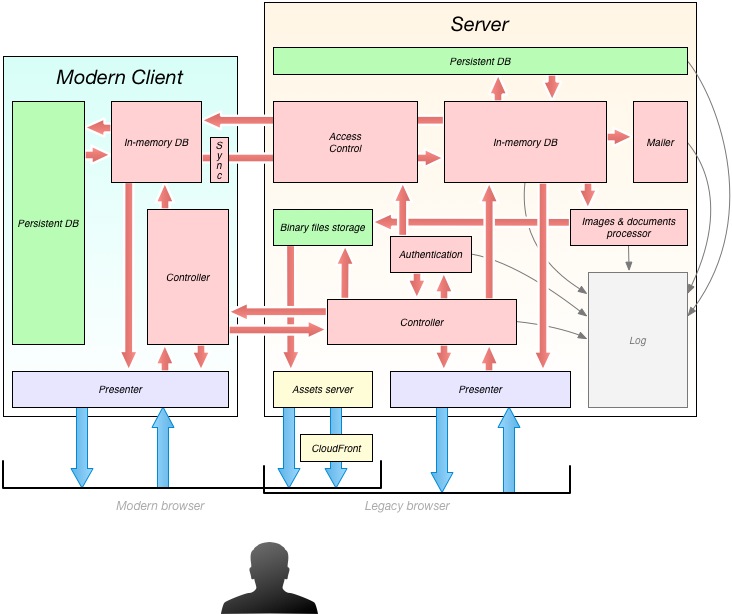 Server
Modern Client
Persistent DB
In-memory DB
Sync
Access
Control
In-memory DB
Mailer
Persistent DB
Controller
Binary files storage
Images & documents
processor
Authentication
Controller
Log
Presenter
Assets server
Presenter
CloudFront
Modern browser
Legacy browser